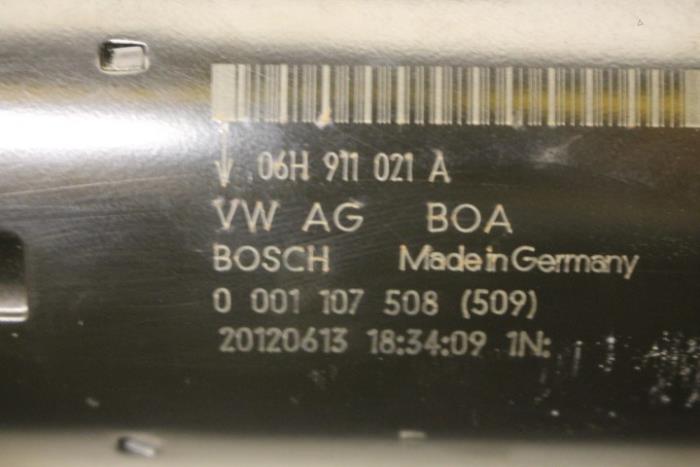 06H 911 021 A
VW AG BOA
BOSCH Made in Germany
0 001 107 508 (509)
20120613 18:34:09 1N: